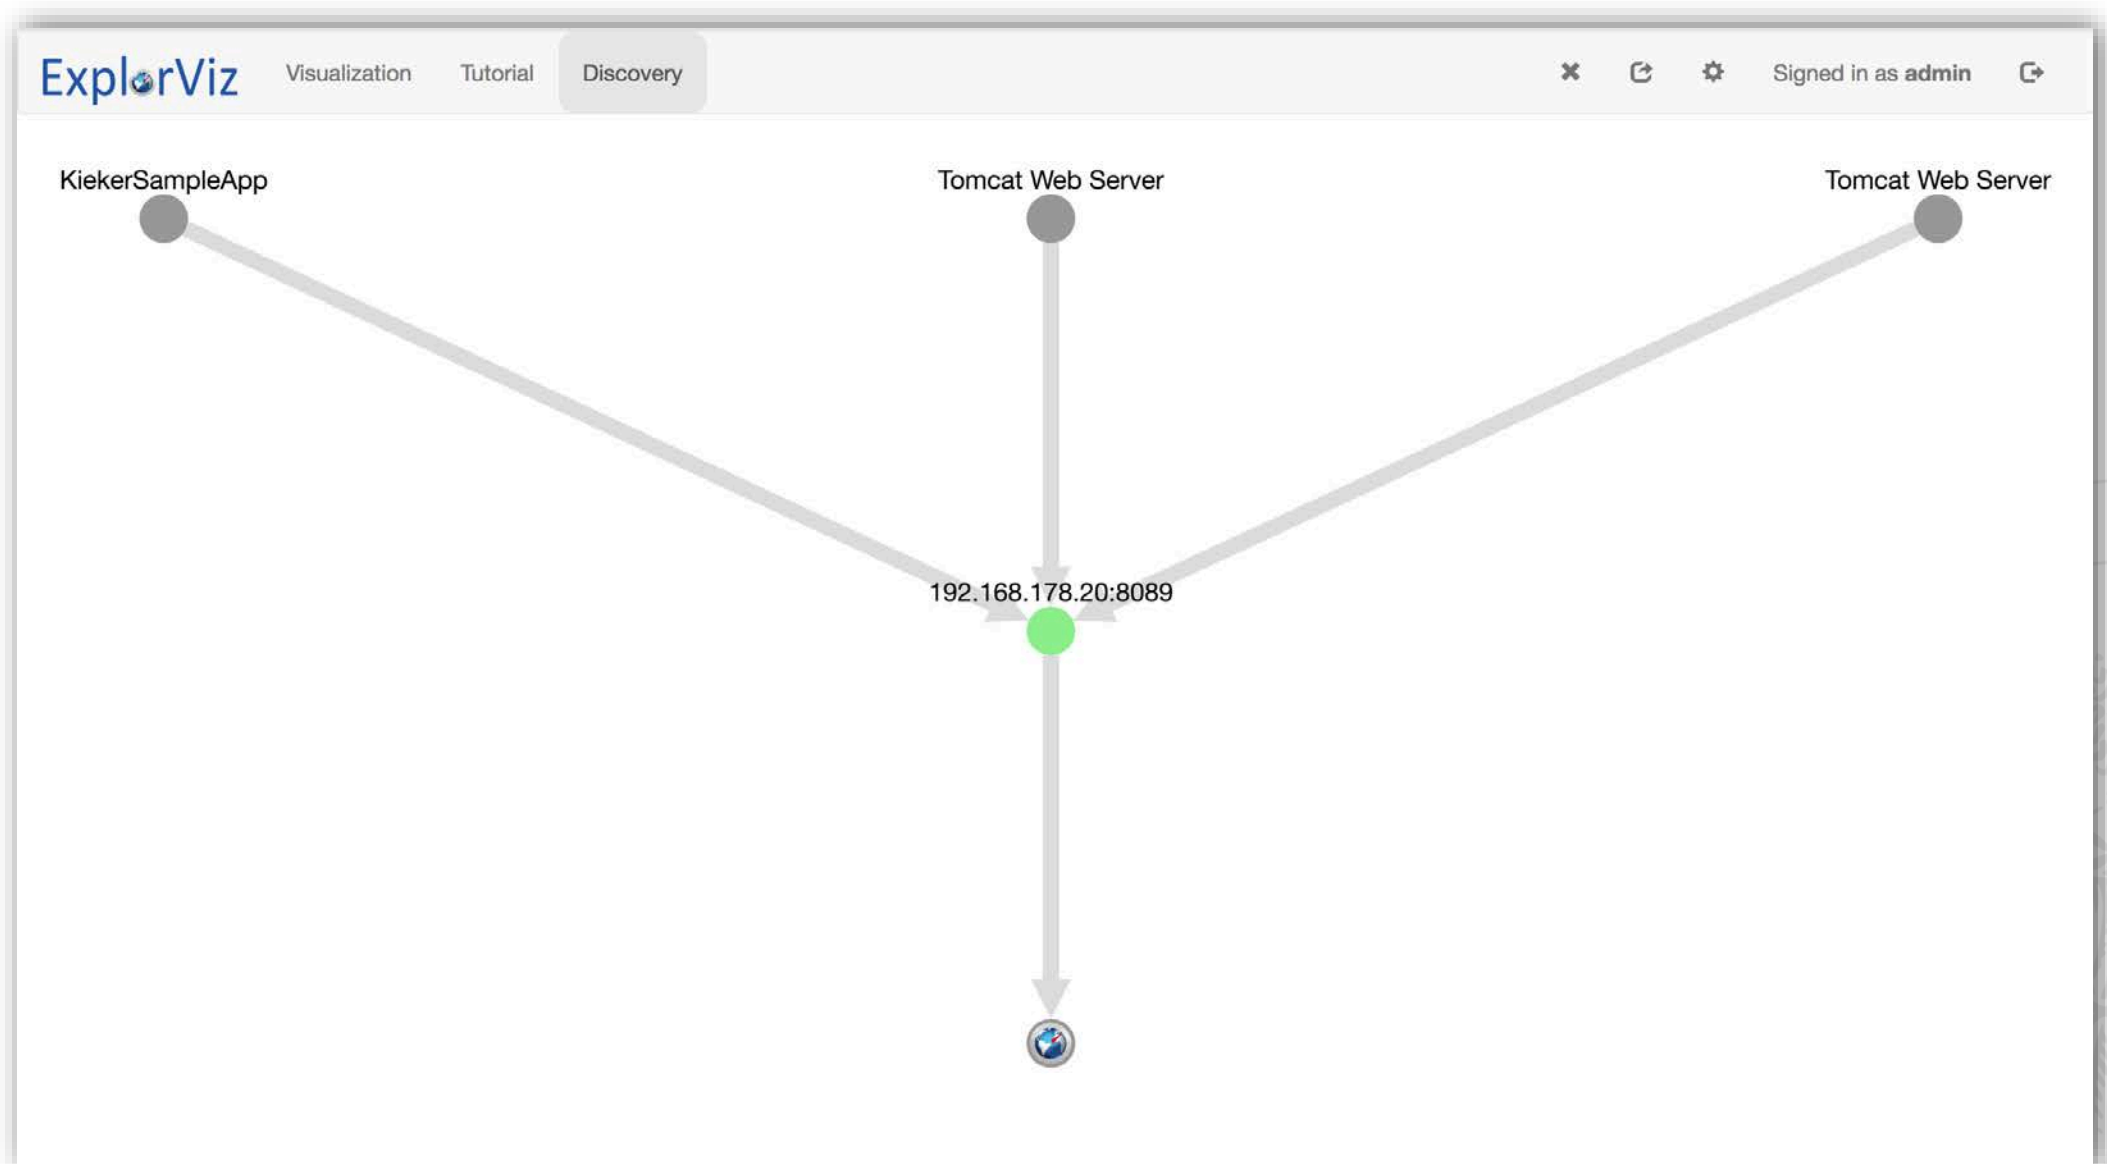 ExplorViz Visualization Tutorial Discovery Signed in as admin
KiekerSampleApp Tomcat Web Server Tomcat Web Server
192.168.178.20:8089